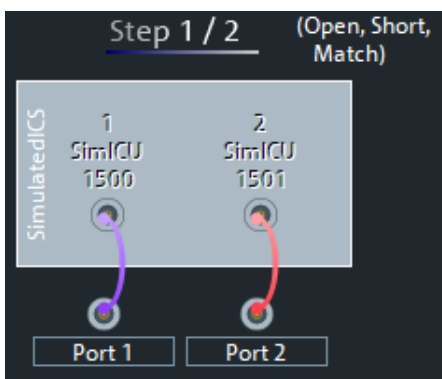 Step 1 / 2
(Open, Short,
Match)
SimulatedICS
1
SimICU
1500
2
SimICU
1501
Port 1
Port 2